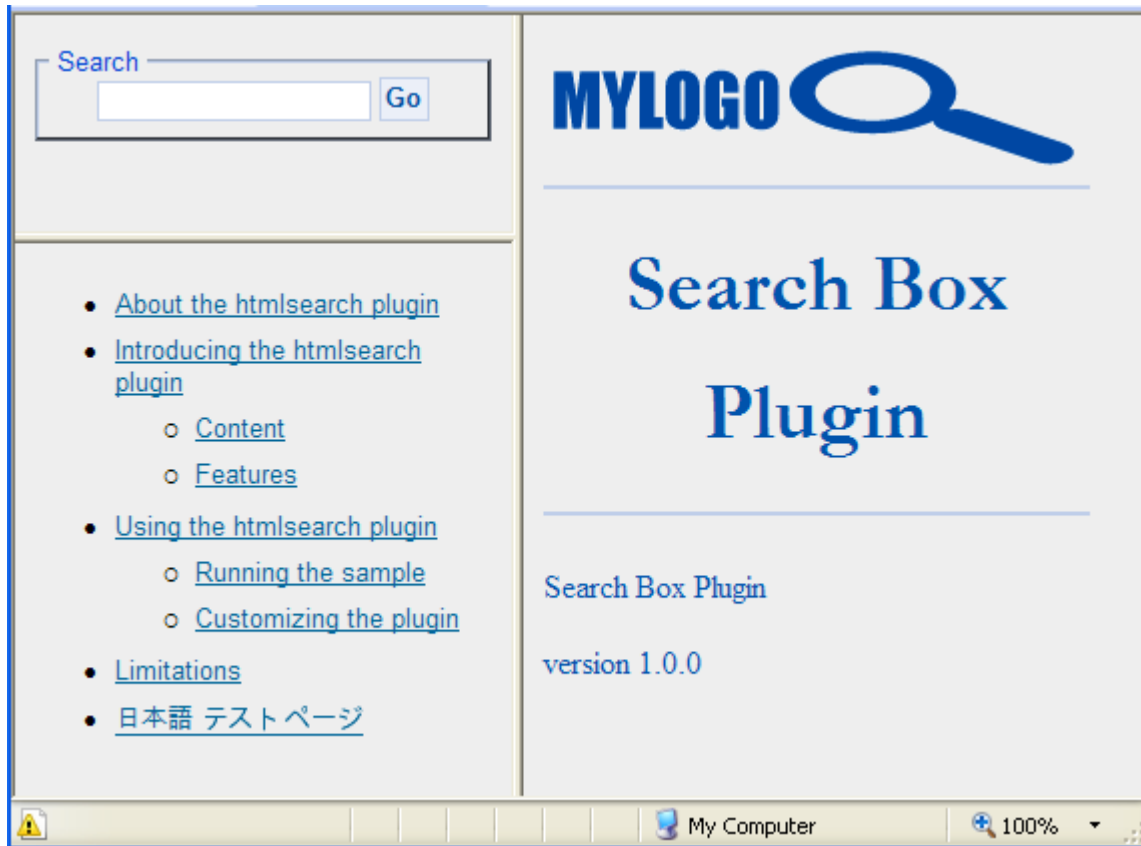 Search
Go
About the htmlsearch plugin
Introducing the htmlsearch
plugin
Content
Features
Using the htmlsearch plugin
Running the sample
Customizing the plugin
Limitations
日本語 テストページ
MYLOGO
Search Box
Plugin
Search Box Plugin
version 1.0.0
My Computer
100%